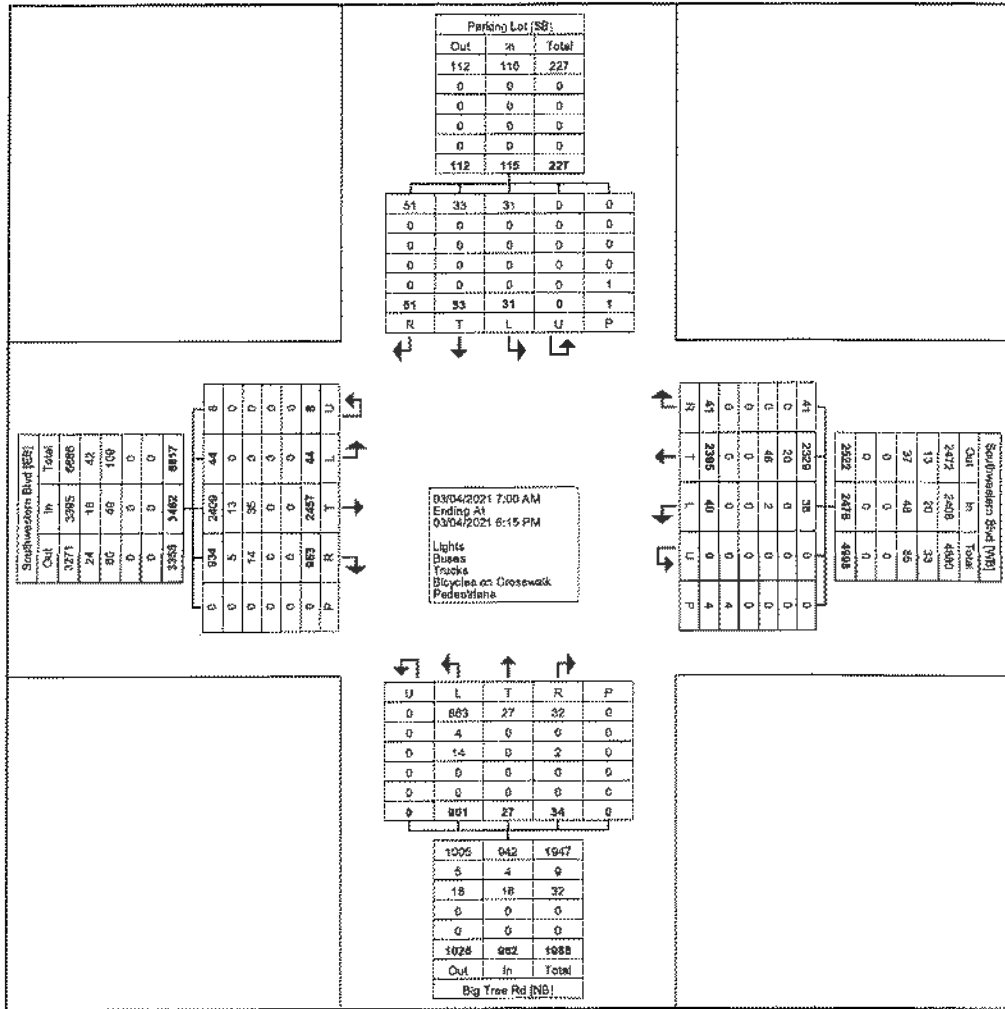 Parking Lot [SB]
Out In Total
112 115 227
0 0 0
0 0 0
0 0 0
0 0 0
112 115 227
51 33 31 0 0
0 0 0 0 0
0 0 0 0 0
0 0 0 0 0
0 0 0 0 1
51 33 31 0 1
R T L U P
Southwestern Blvd [EB]
Total 42 109 0 0
In 3395 18 49 0 0 3462
Out 3271 24 60 0 0
8 0 0 0 0 8 U
44 0 0 0 0 44 L
2409 13 35 0 0 2457 T
934 5 14 0 0 953 R
0 0 0 0 0 0 P
03/04/2021 7:00 AM
Ending At
03/04/2021 6:15 PM
Lights
Buses
Trucks
Bicycles on Crosswalk
Pedestrians
R 41 0 0 0 0 41
T 2395 0 0 46 20 2329
L 40 0 0 2 0 38
U 0 0 0 0 0 0
P 4 4 0 0 0 0
Southwestern Blvd [WB]
Out 2472 13 37 0 0 2522
In 2408 20 48 0 0 2476
Total 33 85 0 0 4998
U L T R P
0 883 27 32 0
0 4 0 0 0
0 14 0 2 0
0 0 0 0 0
0 0 0 0 0
0 901 27 34 0
1005 942 1947
5 4 9
16 16 32
0 0 0
0 0 0
1026 962 1988
Out In Total
Big Tree Rd [NB]